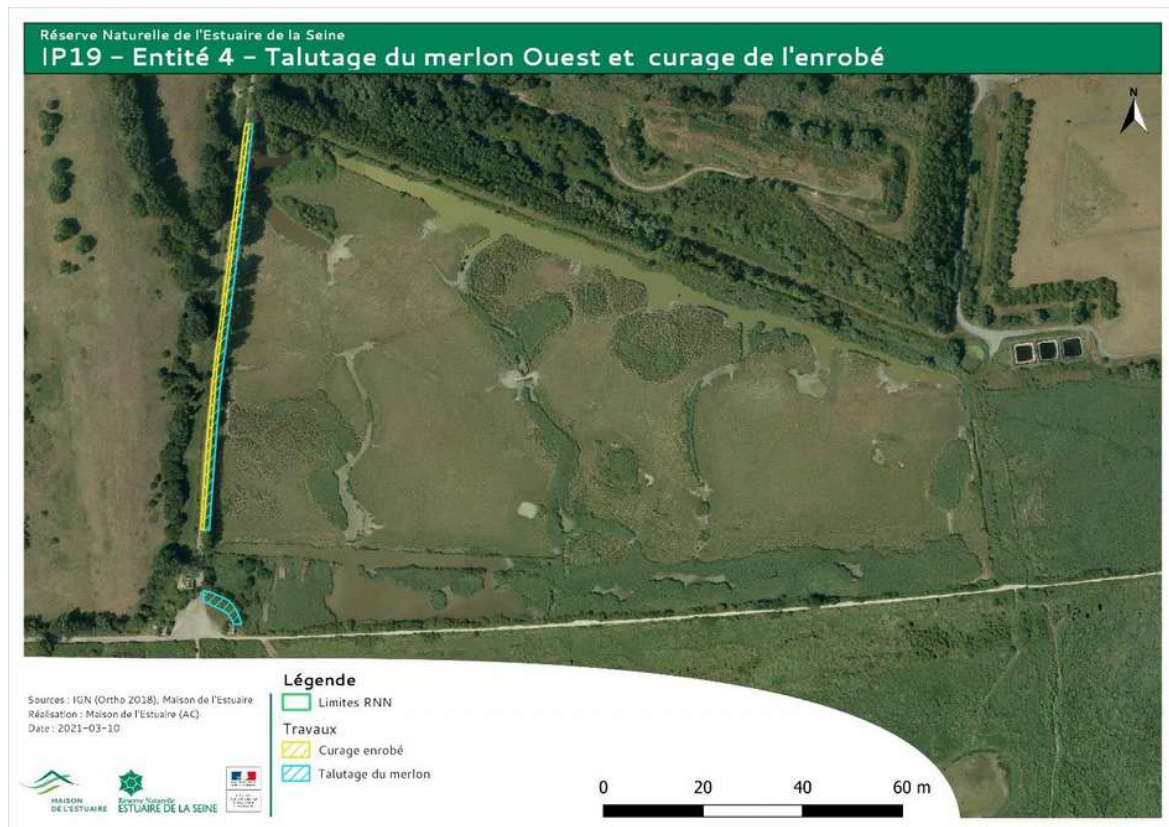 Réserve Naturelle de l'Estuaire de la Seine
IP19 – Entité 4 – Talutage du merlon Ouest et curage de l'enrobé
N
Légende
Limites RNN
Sources : IGN (Ortho 2018), Maison de l'Estuaire
Réalisation : Maison de l'Estuaire (AC)
Date : 2021-03-10
Travaux
Curage enrobé
Talutage du merlon
0 20 40 60 m
MAISON
DE L'ESTUAIRE
Réserve Naturelle
ESTUAIRE DE LA SEINE